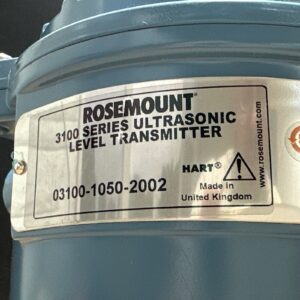 ROSEMOUNT®
3100 SERIES ULTRASONIC
LEVEL TRANSMITTER
HART®
03100-1050-2002
Made in
United Kingdom
www.rosemount.com